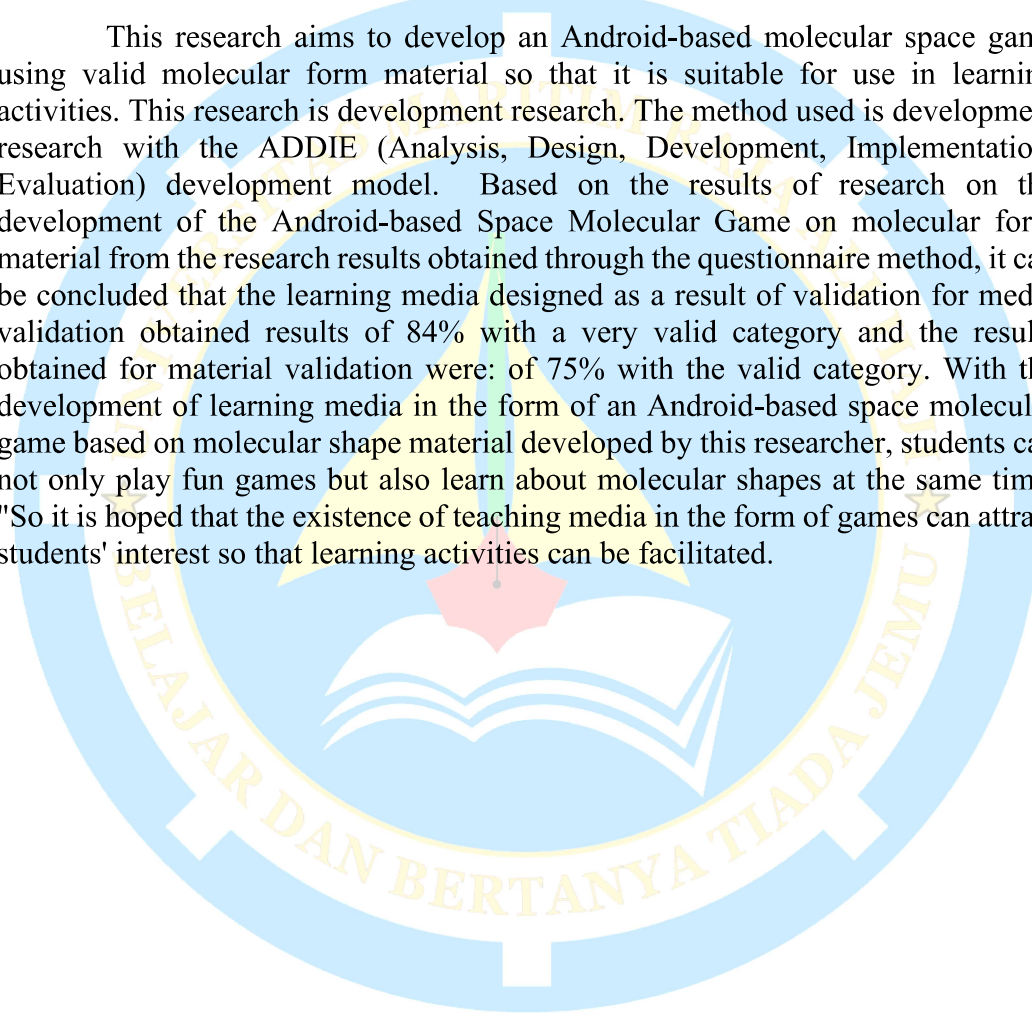 This research aims to develop an Android-based molecular space gam
using valid molecular form material so that it is suitable for use in learnin
activities. This research is development research. The method used is developme
research with the ADDIE (Analysis, Design, Development, Implementatio
Evaluation) development model. Based on the results of research on th
development of the Android-based Space Molecular Game on molecular for
material from the research results obtained through the questionnaire method, it ca
be concluded that the learning media designed as a result of validation for med
validation obtained results of 84% with a very valid category and the resul
obtained for material validation were: of 75% with the valid category. With th
development of learning media in the form of an Android-based space molecul
game based on molecular shape material developed by this researcher, students ca
not only play fun games but also learn about molecular shapes at the same tim
"So it is hoped that the existence of teaching media in the form of games can attra
students' interest so that learning activities can be facilitated.
UNIVERSITAS MARITIM RAJA ALI HAJI
BELAJAR DAN BERTANYA TIADA JEMU